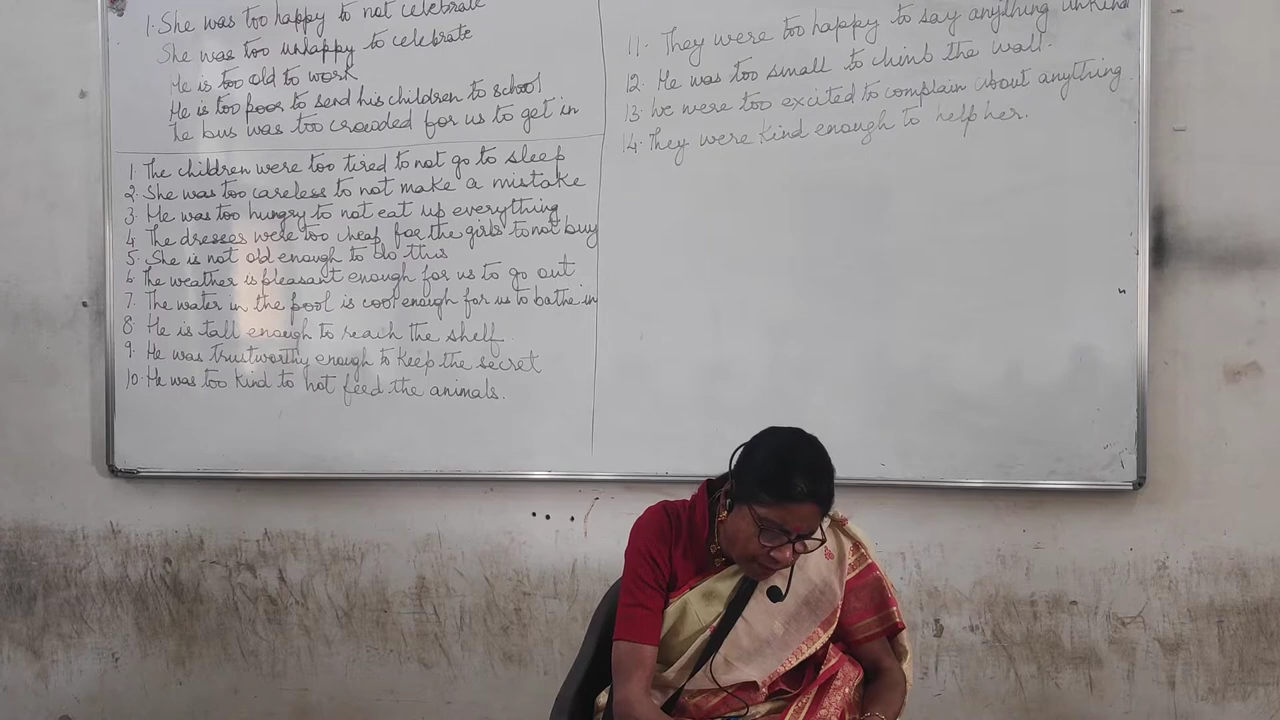 1. She was too happy to not celebrate
She was too unhappy to celebrate
He is too old to work
He is too poor to send his children to school
The bus was too crowded for us to get in
1. The children were too tired to not go to sleep
2. She was too careless to not make a mistake
3. He was too hungry to not eat up everything
4. The dresses were too cheap for the girls to not buy
5. She is not old enough to do this
6. The weather is pleasant enough for us to go out
7. The water in the pool is cool enough for us to bathe in
8. He is tall enough to reach the shelf.
9. He was trustworthy enough to keep the secret
10. He was too kind to not feed the animals.
11. They were too happy to say anything unkind
12. He was too small to climb the wall.
13. We were too excited to complain about anything.
14. They were kind enough to help her.